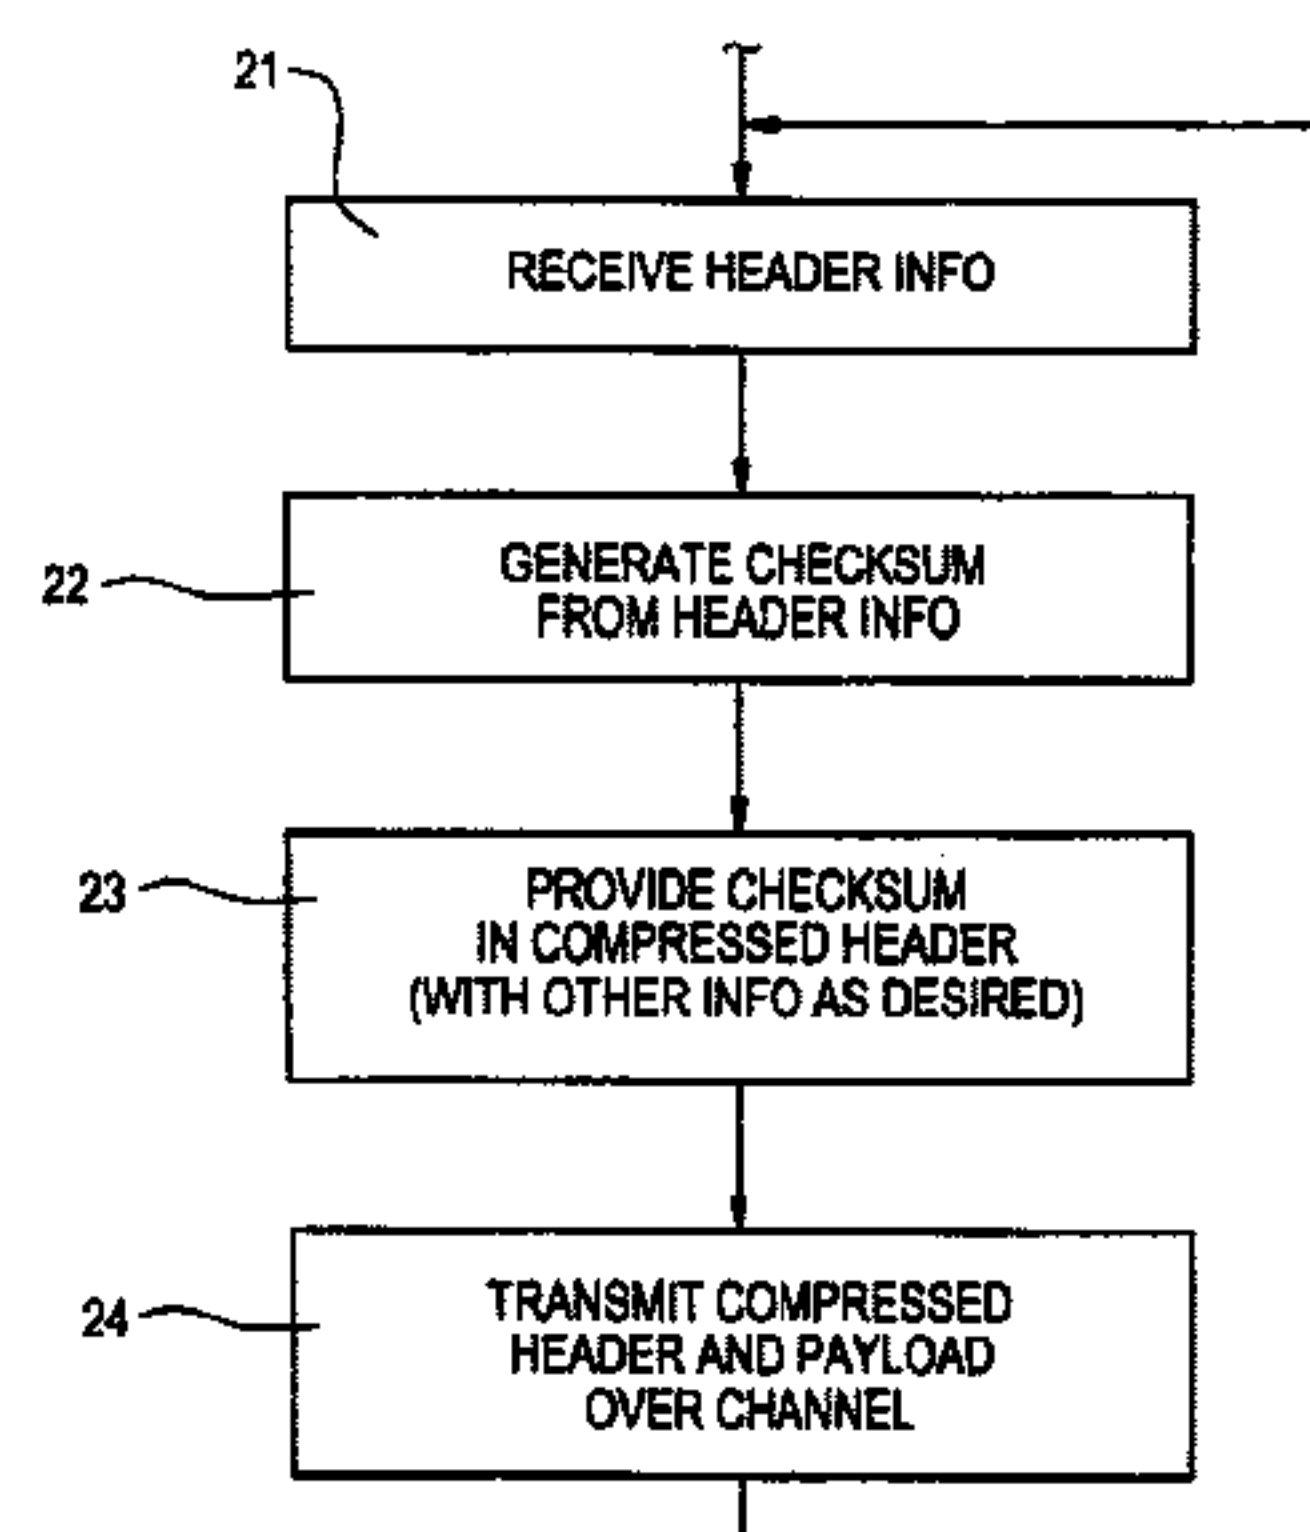 21
RECEIVE HEADER INFO
22
GENERATE CHECKSUM
FROM HEADER INFO
23
PROVIDE CHECKSUM
IN COMPRESSED HEADER
(WITH OTHER INFO AS DESIRED)
24
TRANSMIT COMPRESSED
HEADER AND PAYLOAD
OVER CHANNEL